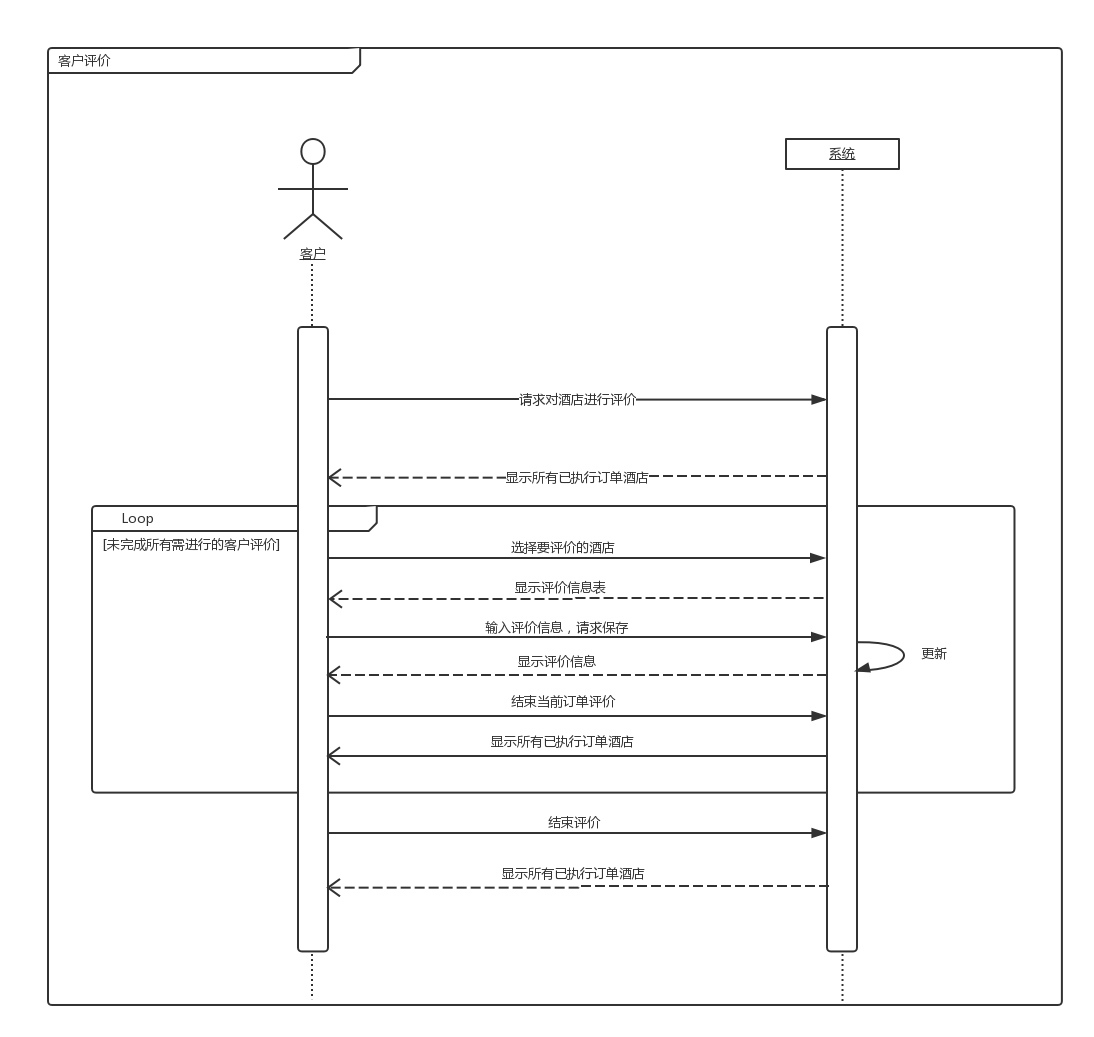 客户评价
系统
客户
请求对酒店进行评价
显示所有已执行订单酒店
Loop
[未完成所有需进行的客户评价]
选择要评价的酒店
显示评价信息表
输入评价信息，请求保存
更新
显示评价信息
结束当前订单评价
显示所有已执行订单酒店
结束评价
显示所有已执行订单酒店